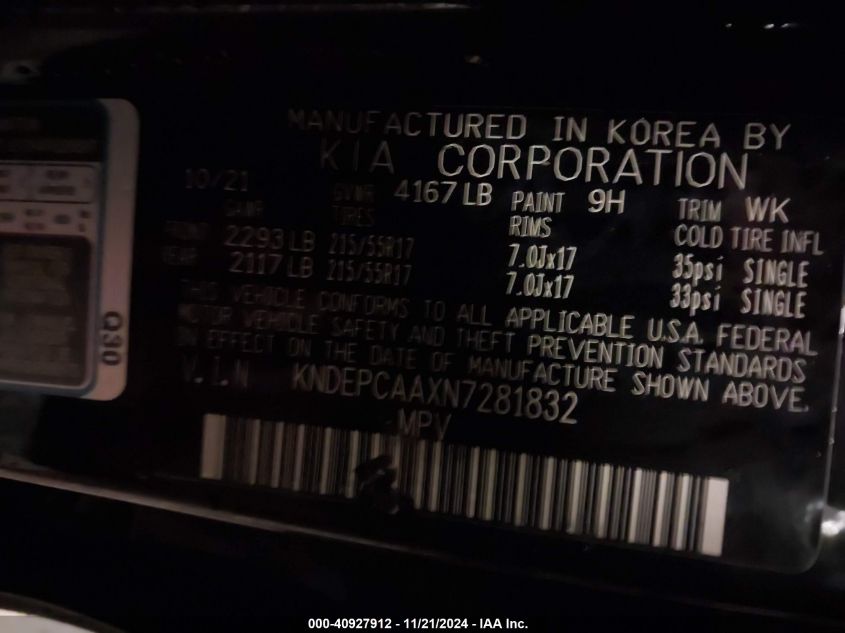 MANUFACTURED IN KOREA BY
KIA CORPORATION
10/21 GVWR 4167 LB PAINT 9H TRIM WK
GAWR TIRES RIMS COLD TIRE INFL
FRONT 2293 LB 215/55R17 7.0Jx17 35psi SINGLE
REAR 2117 LB 215/55R17 7.0Jx17 33psi SINGLE
THIS VEHICLE CONFORMS TO ALL APPLICABLE U.S.A. FEDERAL
MOTOR VEHICLE SAFETY AND THEFT PREVENTION STANDARDS
IN EFFECT ON THE DATE OF MANUFACTURE SHOWN ABOVE.
V.I.N KNDEPCAAXN7281832
MPV
Q30
000-40927912 - 11/21/2024 - IAA Inc.